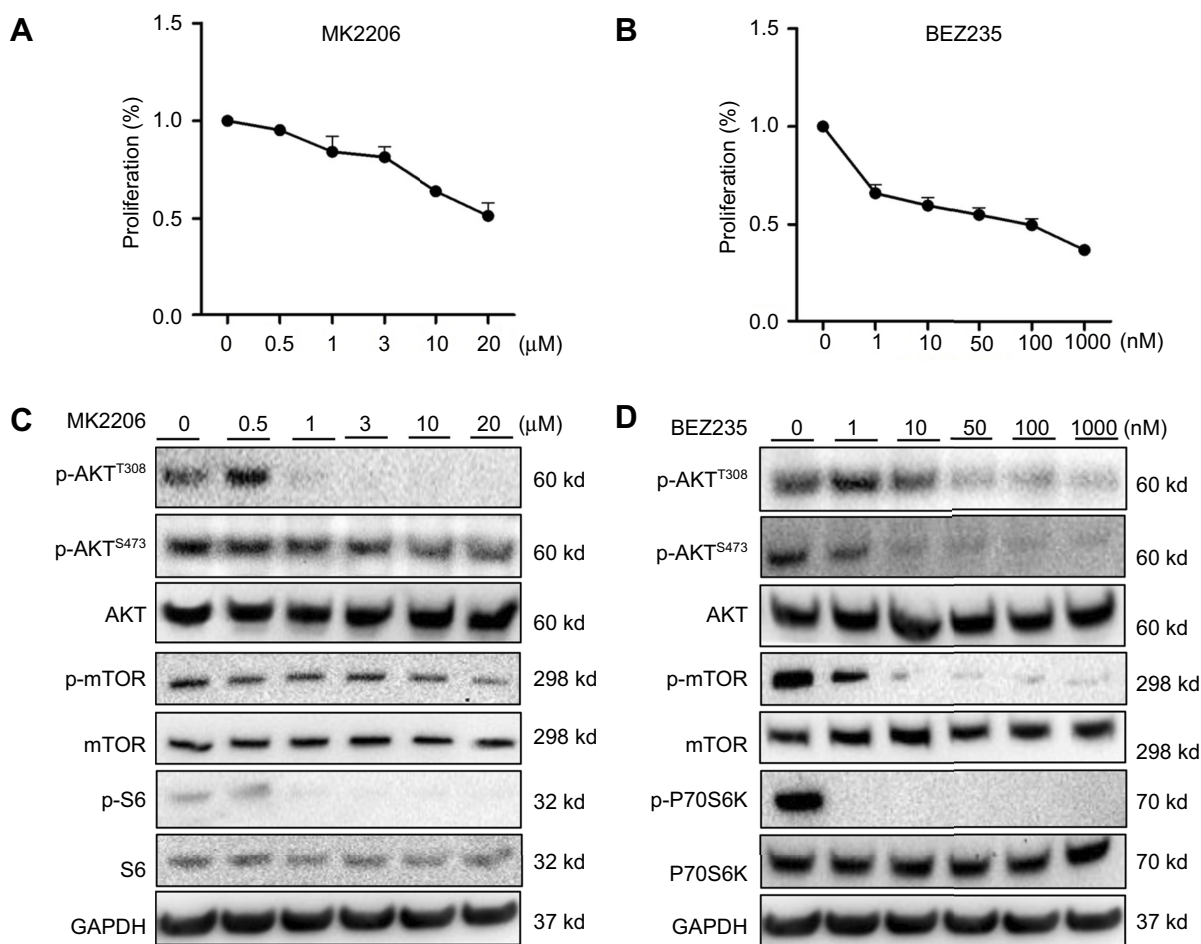 A
MK2206
Proliferation (%)
1.5
1.0
0.5
0.0
0 0.5 1 3 10 20 (μM)
B
BEZ235
Proliferation (%)
1.5
1.0
0.5
0.0
0 1 10 50 100 1000 (nM)
C
MK2206 0 0.5 1 3 10 20 (μM)
p-AKT^T308 60 kd
p-AKT^S473 60 kd
AKT 60 kd
p-mTOR 298 kd
mTOR 298 kd
p-S6 32 kd
S6 32 kd
GAPDH 37 kd
D
BEZ235 0 1 10 50 100 1000 (nM)
p-AKT^T308 60 kd
p-AKT^S473 60 kd
AKT 60 kd
p-mTOR 298 kd
mTOR 298 kd
p-P70S6K 70 kd
P70S6K 70 kd
GAPDH 37 kd